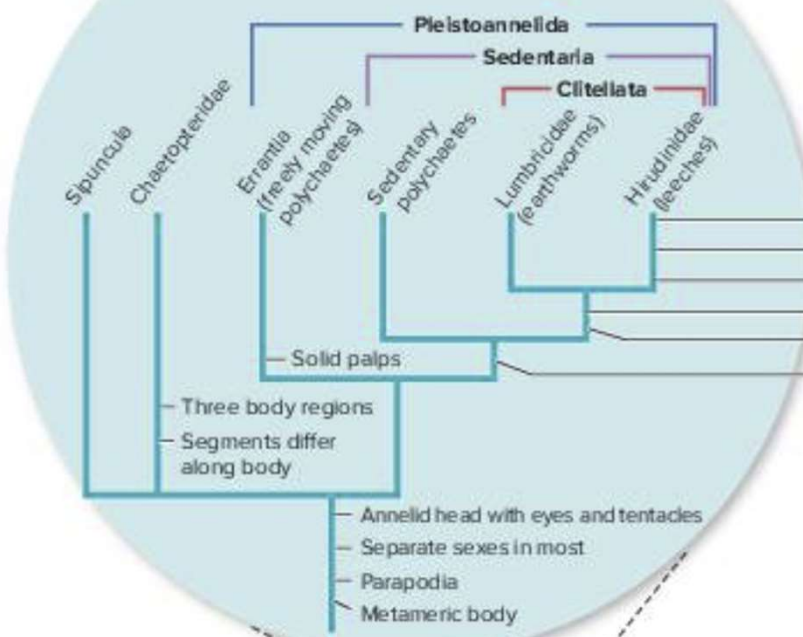 Pleistoannelida
Sedentaria
Clitellata
Sipuncula
Chaetopteridae
Errantia
(freely moving
polychaetes)
Sedentary
polychaetes
Lumbricidae
(earthworms)
Hirudinidae
(leeches)
Solid palps
Three body regions
Segments differ
along body
Annelid head with eyes and tentacles
Separate sexes in most
Parapodia
Metameric body